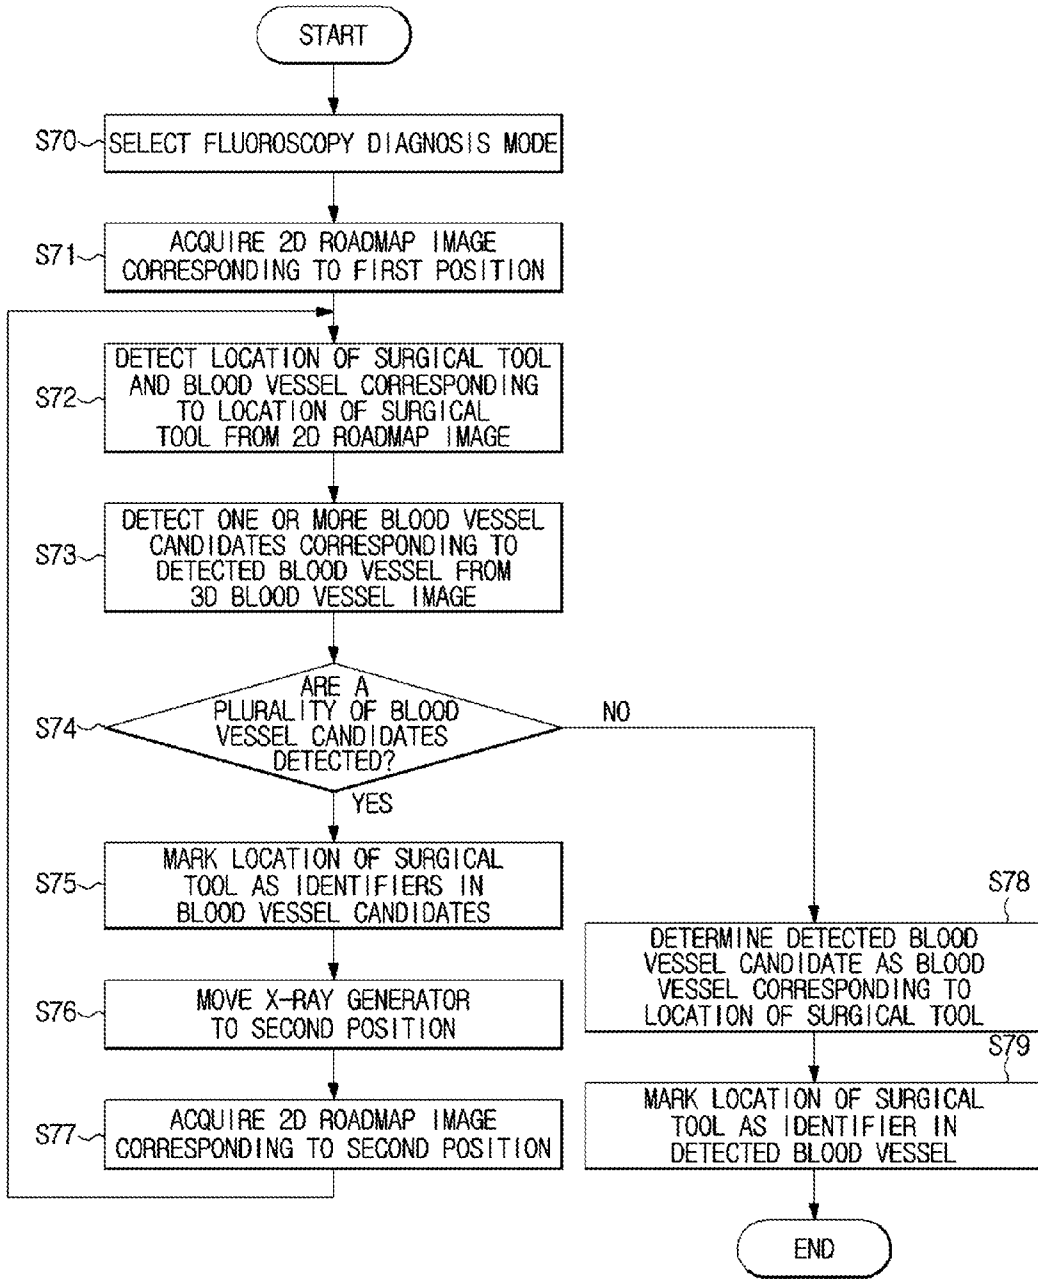 START
S70
SELECT FLUOROSCOPY DIAGNOSIS MODE
S71
ACQUIRE 2D ROADMAP IMAGE
CORRESPONDING TO FIRST POSITION
S72
DETECT LOCATION OF SURGICAL TOOL
AND BLOOD VESSEL CORRESPONDING
TO LOCATION OF SURGICAL
TOOL FROM 2D ROADMAP IMAGE
S73
DETECT ONE OR MORE BLOOD VESSEL
CANDIDATES CORRESPONDING TO
DETECTED BLOOD VESSEL FROM
3D BLOOD VESSEL IMAGE
S74
ARE A
PLURALITY OF BLOOD
VESSEL CANDIDATES
DETECTED?
NO
YES
S75
MARK LOCATION OF SURGICAL
TOOL AS IDENTIFIERS IN
BLOOD VESSEL CANDIDATES
S76
MOVE X-RAY GENERATOR
TO SECOND POSITION
S77
ACQUIRE 2D ROADMAP IMAGE
CORRESPONDING TO SECOND POSITION
S78
DETERMINE DETECTED BLOOD
VESSEL CANDIDATE AS BLOOD
VESSEL CORRESPONDING TO
LOCATION OF SURGICAL TOOL
S79
MARK LOCATION OF SURGICAL
TOOL AS IDENTIFIER IN
DETECTED BLOOD VESSEL
END